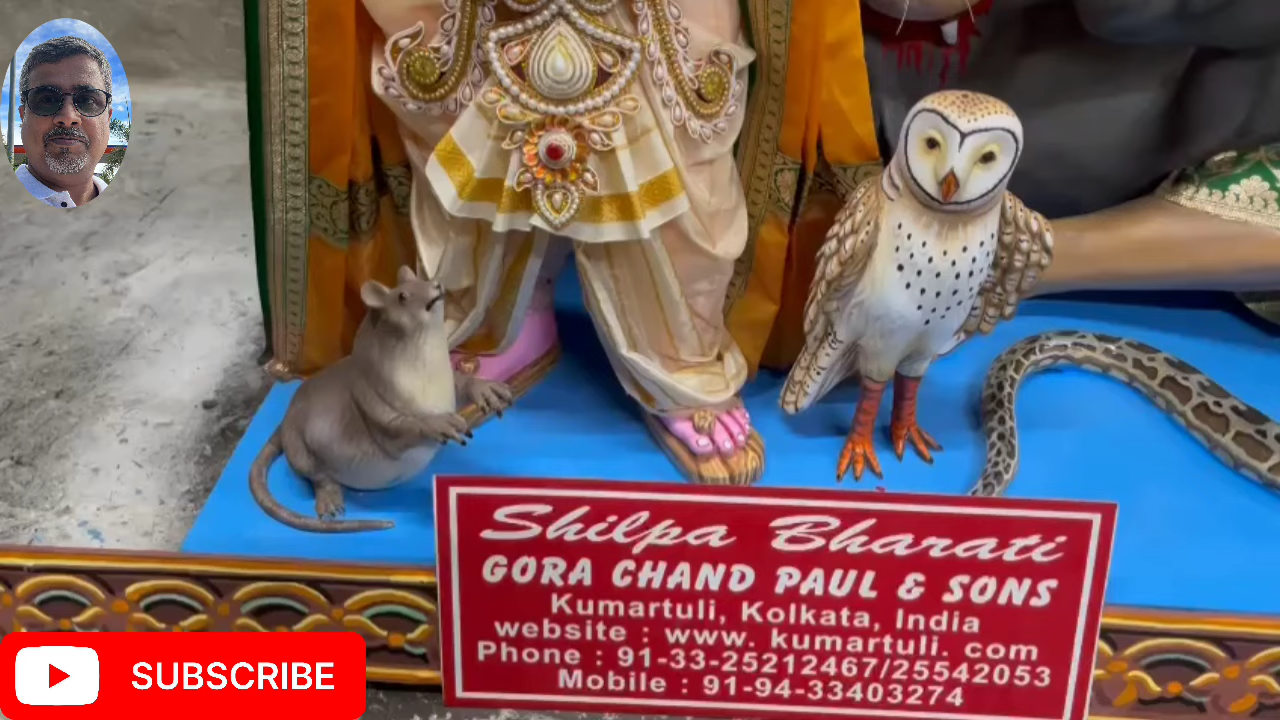 Shilpa Bharati
GORA CHAND PAUL & SONS
Kumartuli, Kolkata, India
website : www. kumartuli. com
Phone : 91-33-25212467/25542053
Mobile : 91-94-33403274
SUBSCRIBE